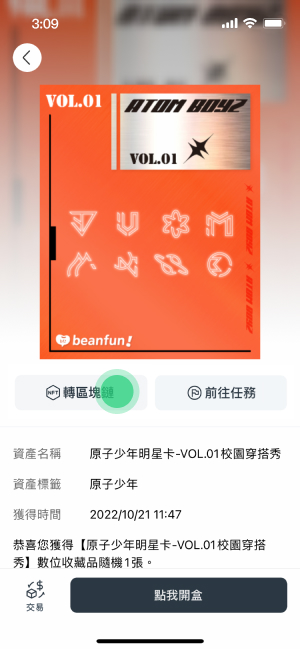 3:09
VOL.01
ATOM BOYZ
VOL.01
ATOM BOYZ
ATOM BOYZ
beanfun!
NFT 轉區塊鏈
前往任務
資產名稱 原子少年明星卡-VOL.01校園穿搭秀
資產標籤 原子少年
獲得時間 2022/10/21 11:47
恭喜您獲得【原子少年明星卡-VOL.01校園穿搭
秀】數位收藏品隨機1張。
交易
點我開盒